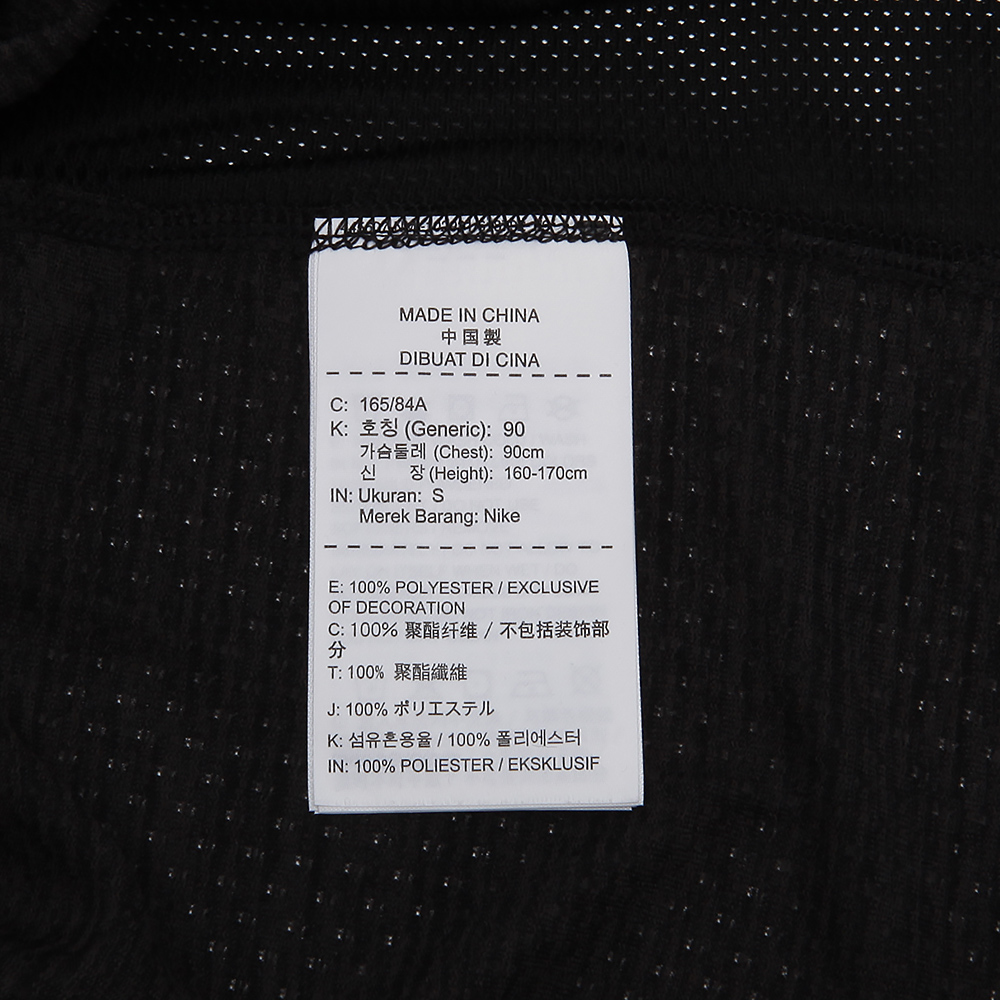 MADE IN CHINA
中国製
DIBUAT DI CINA
C: 165/84A
K: 호칭 (Generic): 90
가슴둘레 (Chest): 90cm
신 장 (Height): 160-170cm
IN: Ukuran: S
Merek Barang: Nike
E: 100% POLYESTER / EXCLUSIVE
OF DECORATION
C: 100% 聚酯纤维 / 不包括装饰部
分
T: 100% 聚酯纖維
J: 100% ポリエステル
K: 섬유혼용율 / 100% 폴리에스터
IN: 100% POLIESTER / EKSKLUSIF